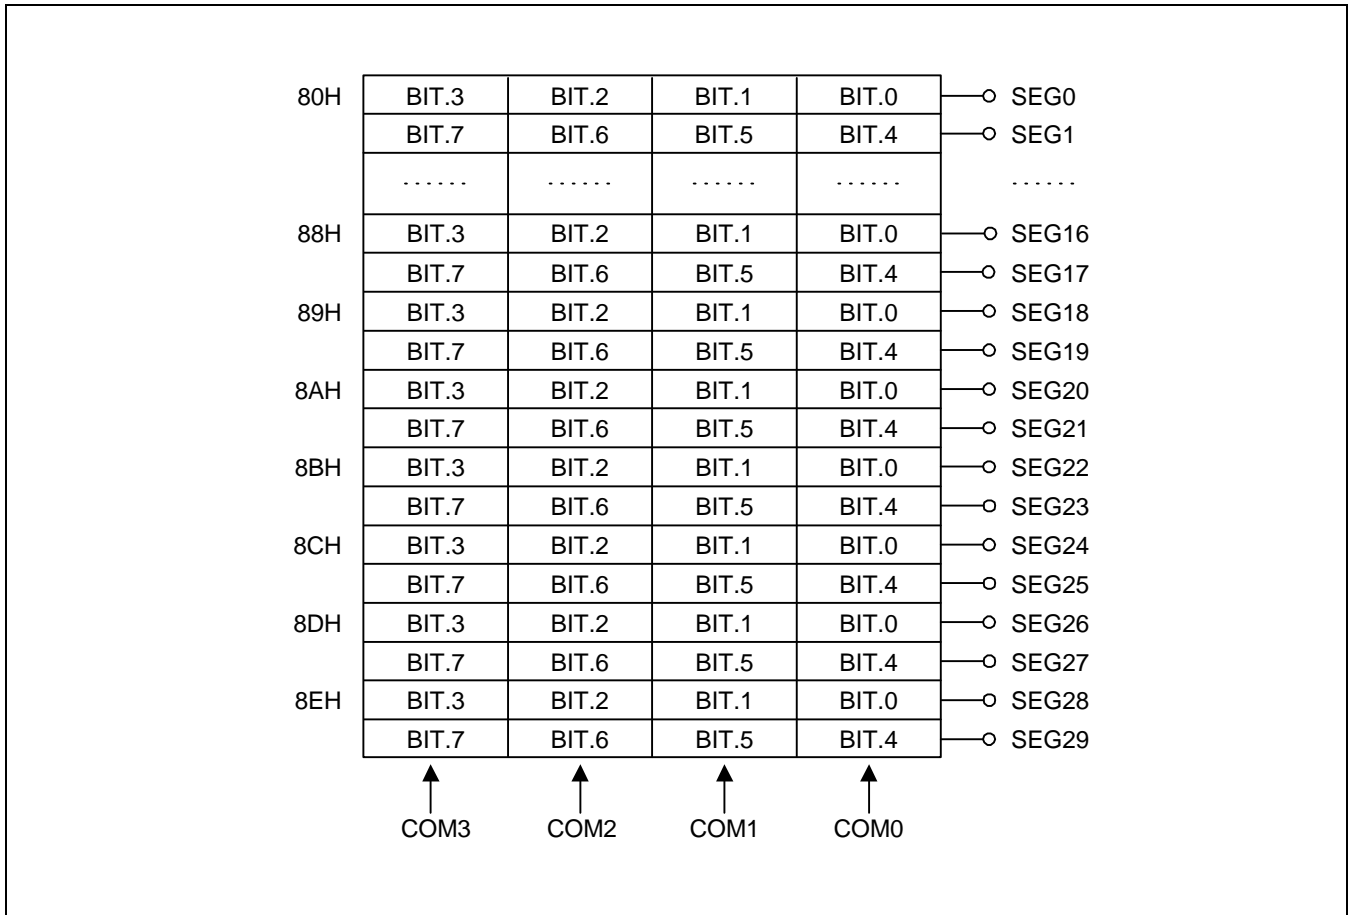 80H BIT.3 BIT.2 BIT.1 BIT.0 SEG0
BIT.7 BIT.6 BIT.5 BIT.4 SEG1
...... ...... ...... ...... ......
88H BIT.3 BIT.2 BIT.1 BIT.0 SEG16
BIT.7 BIT.6 BIT.5 BIT.4 SEG17
89H BIT.3 BIT.2 BIT.1 BIT.0 SEG18
BIT.7 BIT.6 BIT.5 BIT.4 SEG19
8AH BIT.3 BIT.2 BIT.1 BIT.0 SEG20
BIT.7 BIT.6 BIT.5 BIT.4 SEG21
8BH BIT.3 BIT.2 BIT.1 BIT.0 SEG22
BIT.7 BIT.6 BIT.5 BIT.4 SEG23
8CH BIT.3 BIT.2 BIT.1 BIT.0 SEG24
BIT.7 BIT.6 BIT.5 BIT.4 SEG25
8DH BIT.3 BIT.2 BIT.1 BIT.0 SEG26
BIT.7 BIT.6 BIT.5 BIT.4 SEG27
8EH BIT.3 BIT.2 BIT.1 BIT.0 SEG28
BIT.7 BIT.6 BIT.5 BIT.4 SEG29
COM3 COM2 COM1 COM0